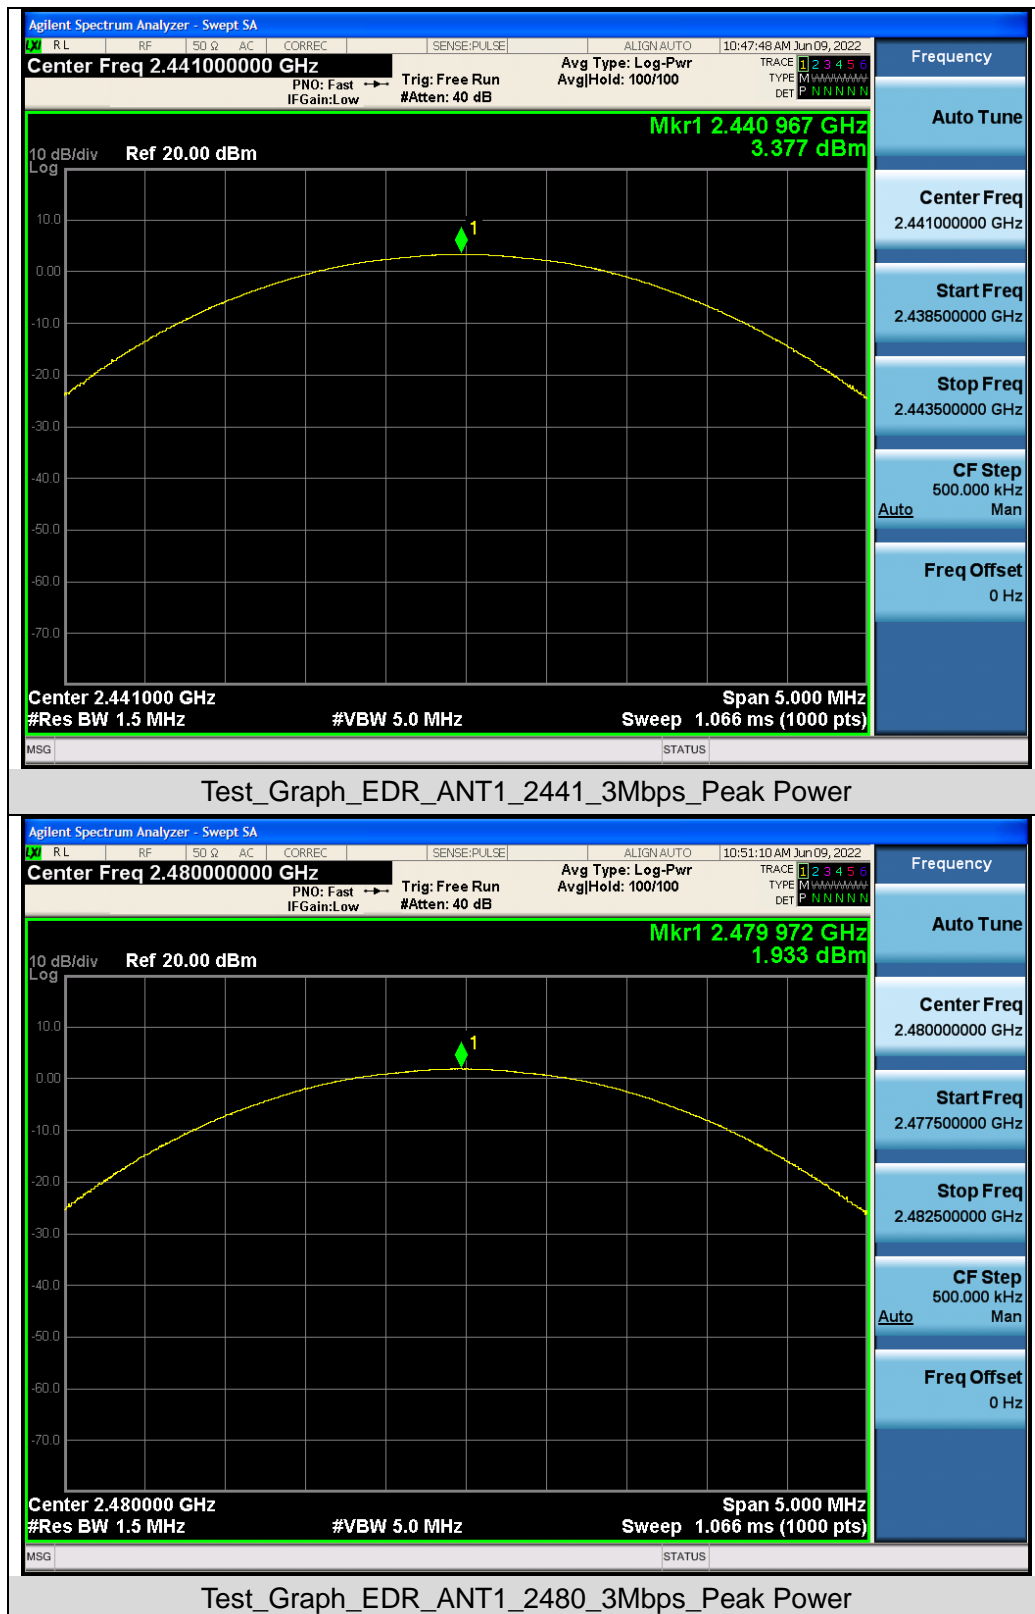 Agilent Spectrum Analyzer - Swept SA
LXI RL RF 50 Ω AC CORREC SENSE:PULSE ALIGN AUTO 10:47:48 AM Jun 09, 2022
Center Freq 2.441000000 GHz
PNO: Fast
IFGain:Low
Trig: Free Run
#Atten: 40 dB
Avg Type: Log-Pwr
Avg|Hold: 100/100
TRACE 1 2 3 4 5 6
TYPE M
DET P N N N N N
Mkr1 2.440 967 GHz
3.377 dBm
10 dB/div Ref 20.00 dBm
Log
10.0
1
0.00
-10.0
-20.0
-30.0
-40.0
-50.0
-60.0
-70.0
Center 2.441000 GHz Span 5.000 MHz
#Res BW 1.5 MHz #VBW 5.0 MHz Sweep 1.066 ms (1000 pts)
MSG STATUS
Frequency
Auto Tune
Center Freq
2.441000000 GHz
Start Freq
2.438500000 GHz
Stop Freq
2.443500000 GHz
CF Step
500.000 kHz
Auto Man
Freq Offset
0 Hz
Test_Graph_EDR_ANT1_2441_3Mbps_Peak Power
Agilent Spectrum Analyzer - Swept SA
LXI RL RF 50 Ω AC CORREC SENSE:PULSE ALIGN AUTO 10:51:10 AM Jun 09, 2022
Center Freq 2.480000000 GHz
PNO: Fast
IFGain:Low
Trig: Free Run
#Atten: 40 dB
Avg Type: Log-Pwr
Avg|Hold: 100/100
TRACE 1 2 3 4 5 6
TYPE M
DET P N N N N N
Mkr1 2.479 972 GHz
1.933 dBm
10 dB/div Ref 20.00 dBm
Log
10.0
1
0.00
-10.0
-20.0
-30.0
-40.0
-50.0
-60.0
-70.0
Center 2.480000 GHz Span 5.000 MHz
#Res BW 1.5 MHz #VBW 5.0 MHz Sweep 1.066 ms (1000 pts)
MSG STATUS
Frequency
Auto Tune
Center Freq
2.480000000 GHz
Start Freq
2.477500000 GHz
Stop Freq
2.482500000 GHz
CF Step
500.000 kHz
Auto Man
Freq Offset
0 Hz
Test_Graph_EDR_ANT1_2480_3Mbps_Peak Power